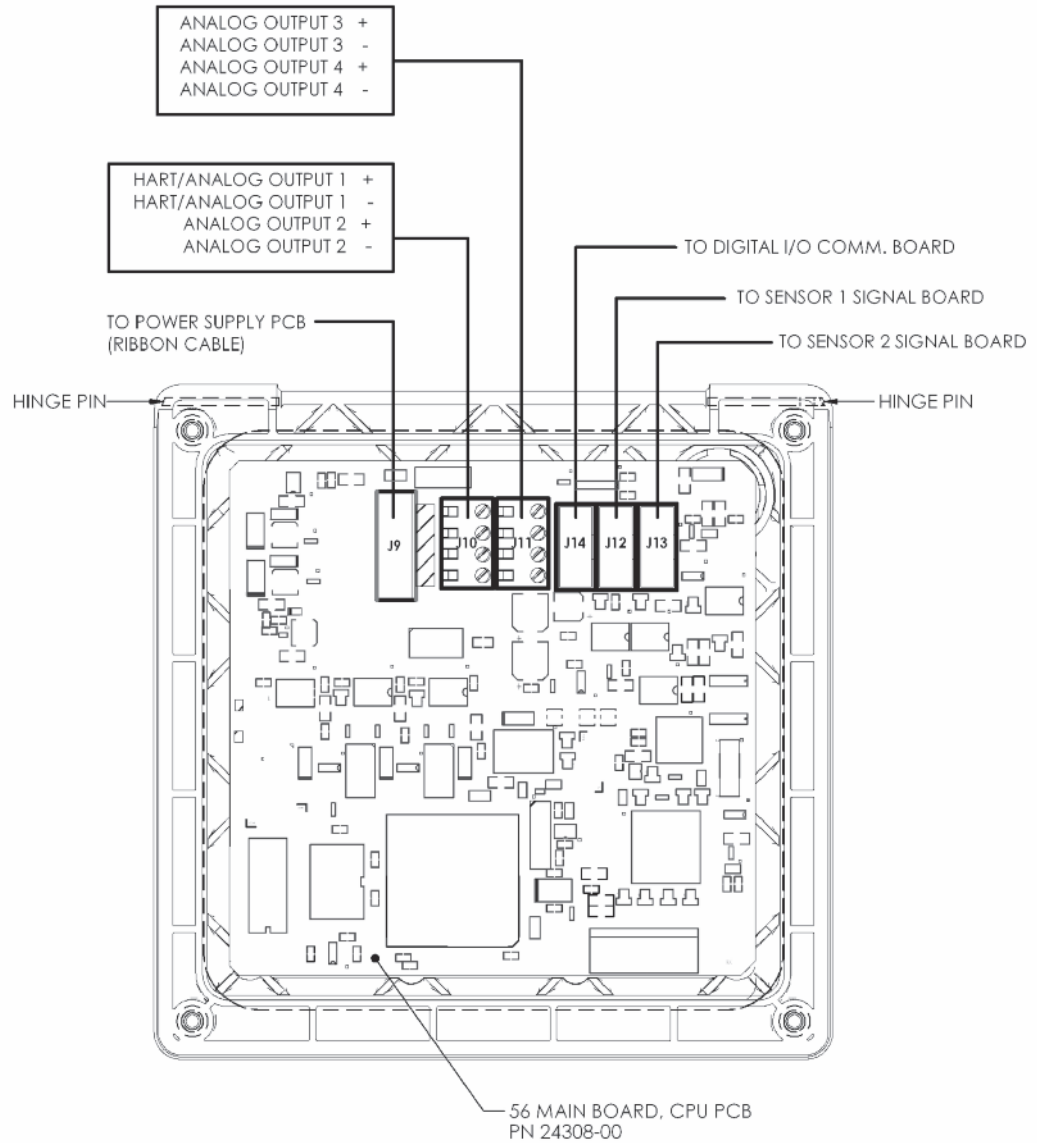 ANALOG OUTPUT 3 +
ANALOG OUTPUT 3 -
ANALOG OUTPUT 4 +
ANALOG OUTPUT 4 -
HART/ANALOG OUTPUT 1 +
HART/ANALOG OUTPUT 1 -
ANALOG OUTPUT 2 +
ANALOG OUTPUT 2 -
TO DIGITAL I/O COMM. BOARD
TO SENSOR 1 SIGNAL BOARD
TO POWER SUPPLY PCB
(RIBBON CABLE)
TO SENSOR 2 SIGNAL BOARD
HINGE PIN
HINGE PIN
J9
J10
J11
J14
J12
J13
56 MAIN BOARD, CPU PCB
PN 24308-00